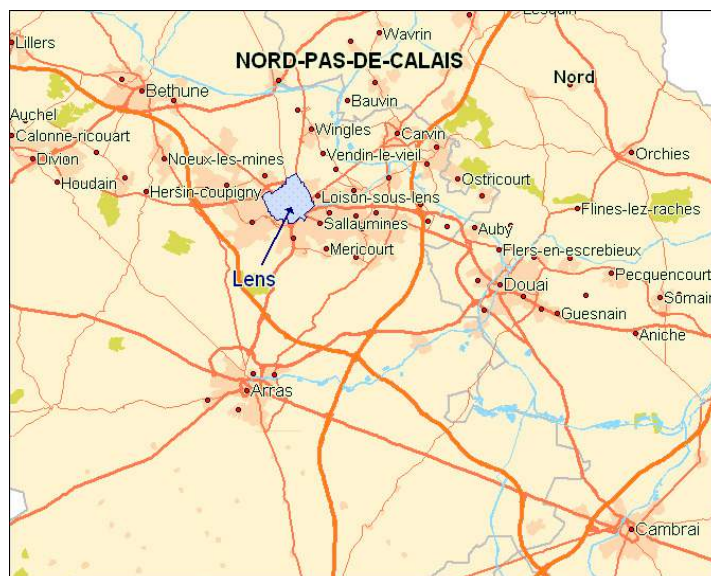 Lesquin
Wavrin
Lillers
NORD-PAS-DE-CALAIS
Nord
Bethune
Bauvin
Auchel
Wingles
Carvin
Calonne-ricouart
Vendin-le-vieil
Orchies
Divion
Noeux-les-mines
Houdain
Ostricourt
Hersin-coupigny
Loison-sous-lens
Flines-lez-raches
Sallaumines
Auby
Mericourt
Flers-en-escrebieux
Lens
Pecquencourt
Douai
Somain
Guesnain
Aniche
Arras
Cambrai